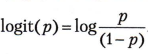 logit(p) = log p/(1 − p)